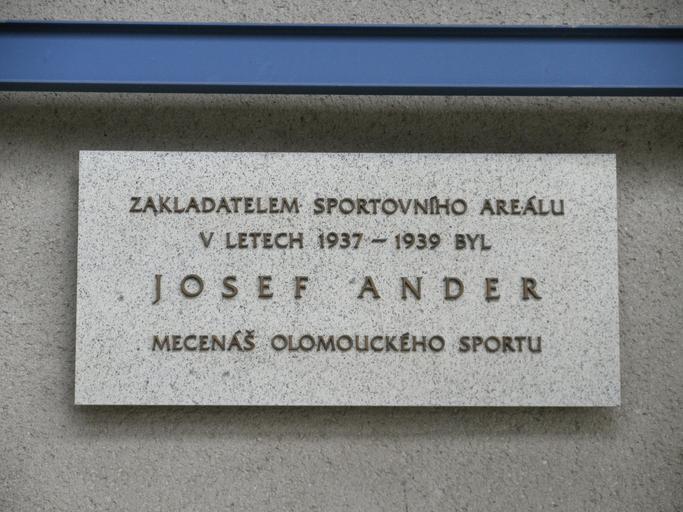 ZAKLADATELEM SPORTOVNÍHO AREÁLU
V LETECH 1937 – 1939 BYL
JOSEF ANDER
MECENÁŠ OLOMOUCKÉHO SPORTU